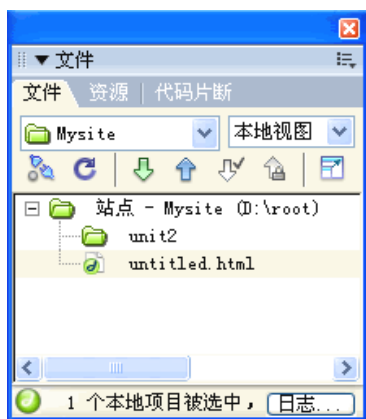 文件
文件 资源 代码片断
Mysite 本地视图
站点 - Mysite (D:\root)
unit2
untitled.html
1 个本地项目被选中， 日志...